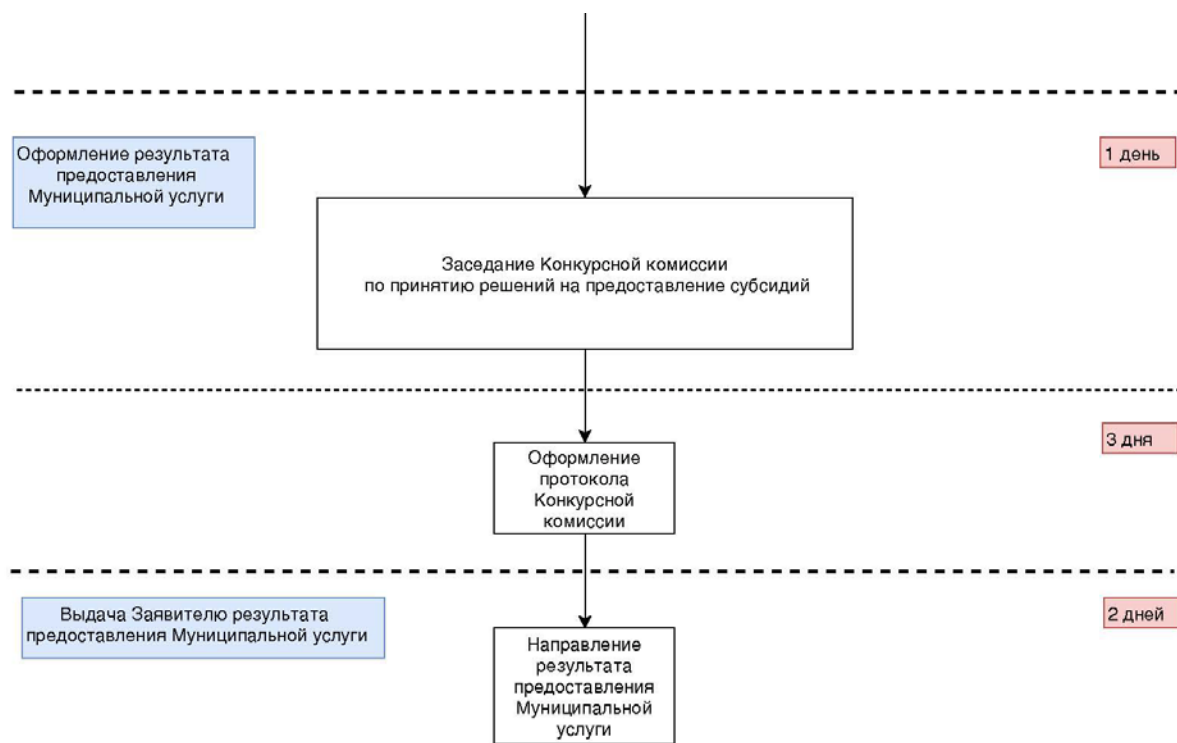 Оформление результата
предоставления
Муниципальной услуги
1 день
Заседание Конкурсной комиссии
по принятию решений на предоставление субсидий
3 дня
Оформление
протокола
Конкурсной
комиссии
Выдача Заявителю результата
предоставления Муниципальной услуги
2 дней
Направление
результата
предоставления
Муниципальной
услуги